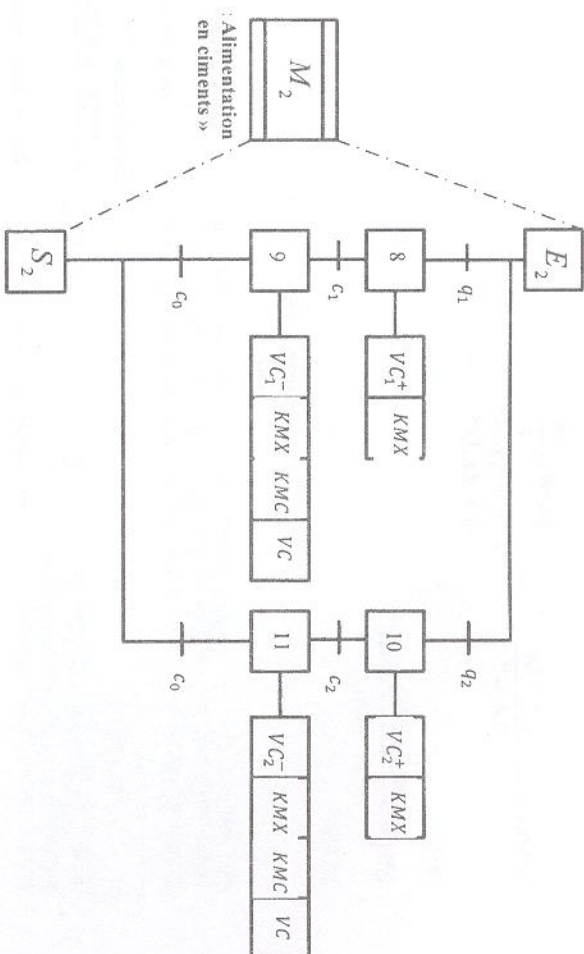 M₂
: Alimentation
en ciments »
E₂
q₁
q₂
8
VC₁⁺ KMX
10
VC₂⁺ KMX
c₁
c₂
9
VC₁⁻ KMX KMC VC
11
VC₂⁻ KMX KMC VC
c₀
c₀
S₂